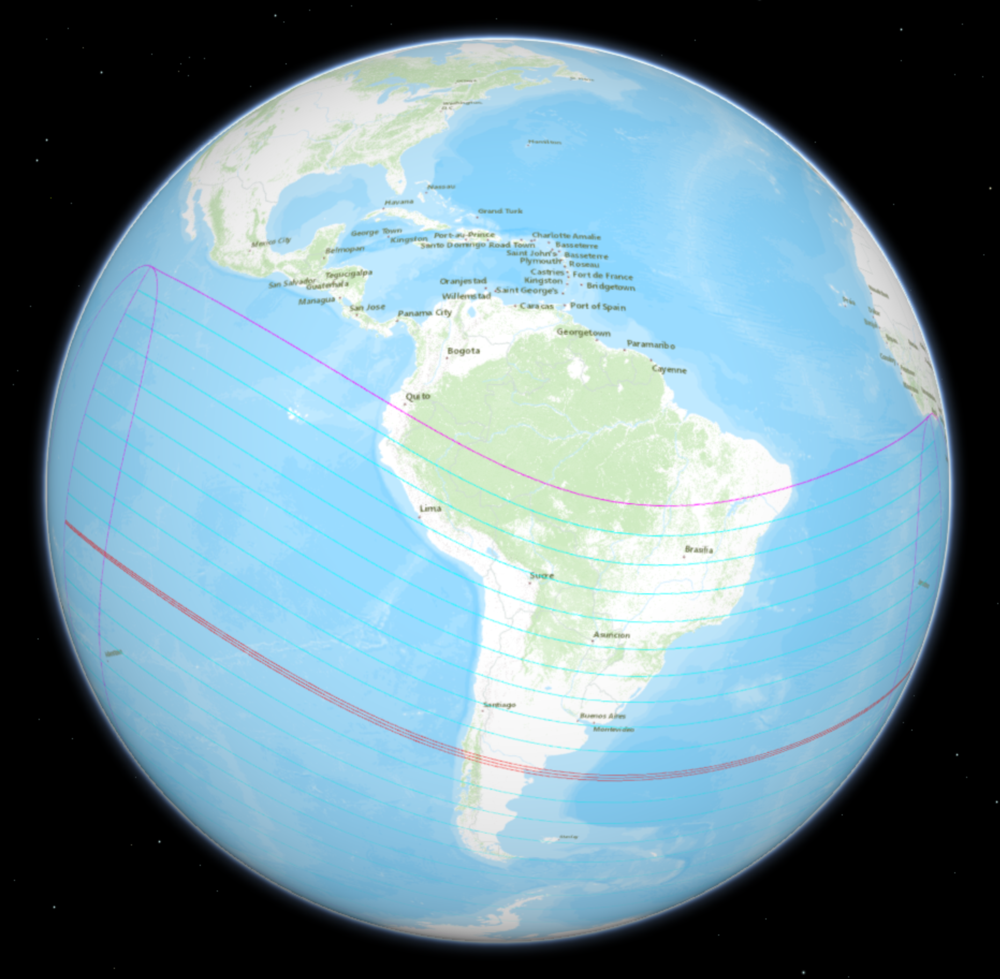 Washington,
D.C.
Hamilton
Nassau
Havana
Grand Turk
George Town
Kingston
Port-au-Prince
Charlotte Amalie
Mexico City
Santo Domingo
Road Town
Basseterre
Belmopan
Saint John's
Basseterre
Plymouth
Roseau
Tegucigalpa
Castries
Fort de France
San Salvador
Guatemala
Oranjestad
Kingston
Bridgetown
Managua
Willemstad
Saint George's
San Jose
Panama City
Caracas
Port of Spain
Georgetown
Paramaribo
Bogota
Cayenne
Quito
Lima
Brasilia
Sucre
Asuncion
Santiago
Buenos Aires
Montevideo
Stanley